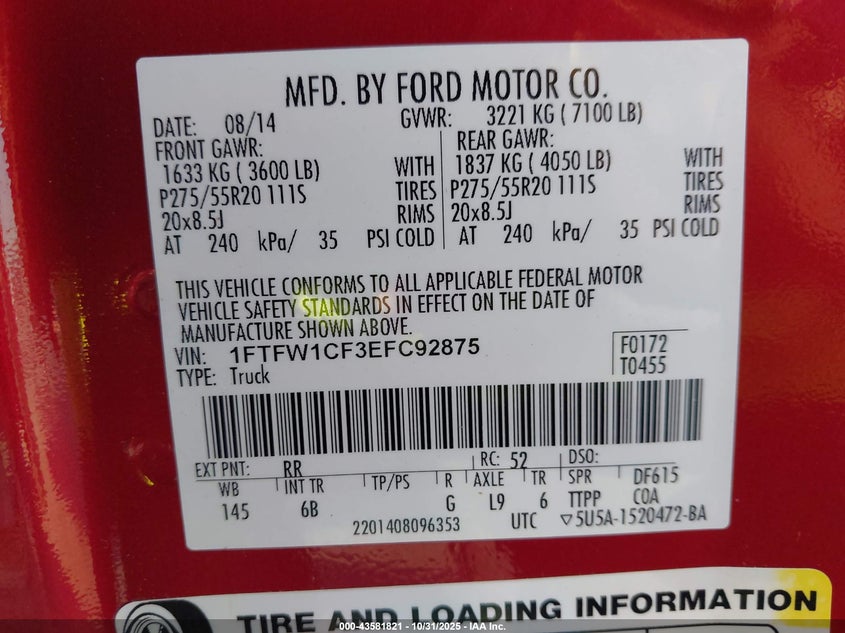 MFD. BY FORD MOTOR CO.
DATE: 08/14 GVWR: 3221 KG ( 7100 LB)
FRONT GAWR: REAR GAWR:
1633 KG ( 3600 LB) WITH 1837 KG ( 4050 LB) WITH
P275/55R20 111S TIRES P275/55R20 111S TIRES
20x8.5J RIMS 20x8.5J RIMS
AT 240 kPa/ 35 PSI COLD AT 240 kPa/ 35 PSI COLD
THIS VEHICLE CONFORMS TO ALL APPLICABLE FEDERAL MOTOR
VEHICLE SAFETY STANDARDS IN EFFECT ON THE DATE OF
MANUFACTURE SHOWN ABOVE.
VIN: 1FTFW1CF3EFC92875 F0172
TYPE: Truck T0455
EXT PNT: RR RC: 52 DSO:
WB INT TR TP/PS R AXLE TR SPR DF615
145 6B G L9 6 TTPP COA
2201408096353 UTC ▽5U5A-1520472-BA
TIRE AND LOADING INFORMATION
000-43581821 - 10/31/2025 - IAA Inc.